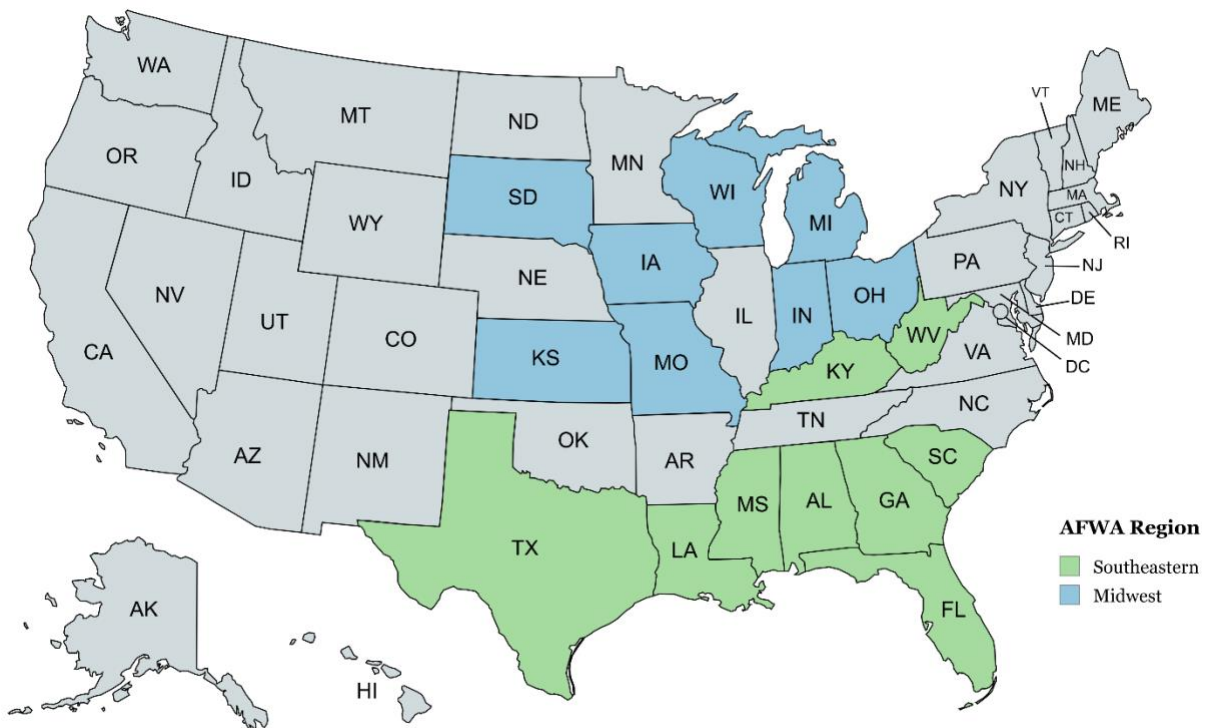 WA
MT
ND
MN
VT
ME
OR
ID
SD
WI
NH
NY
MA
WY
MI
CT
RI
IA
PA
NJ
NE
NV
UT
IL
IN
OH
DE
CO
WV
MD
CA
KS
MO
VA
DC
KY
NC
TN
OK
AZ
NM
AR
SC
MS
AL
GA
AFWA Region
TX
LA
Southeastern
Midwest
FL
AK
HI